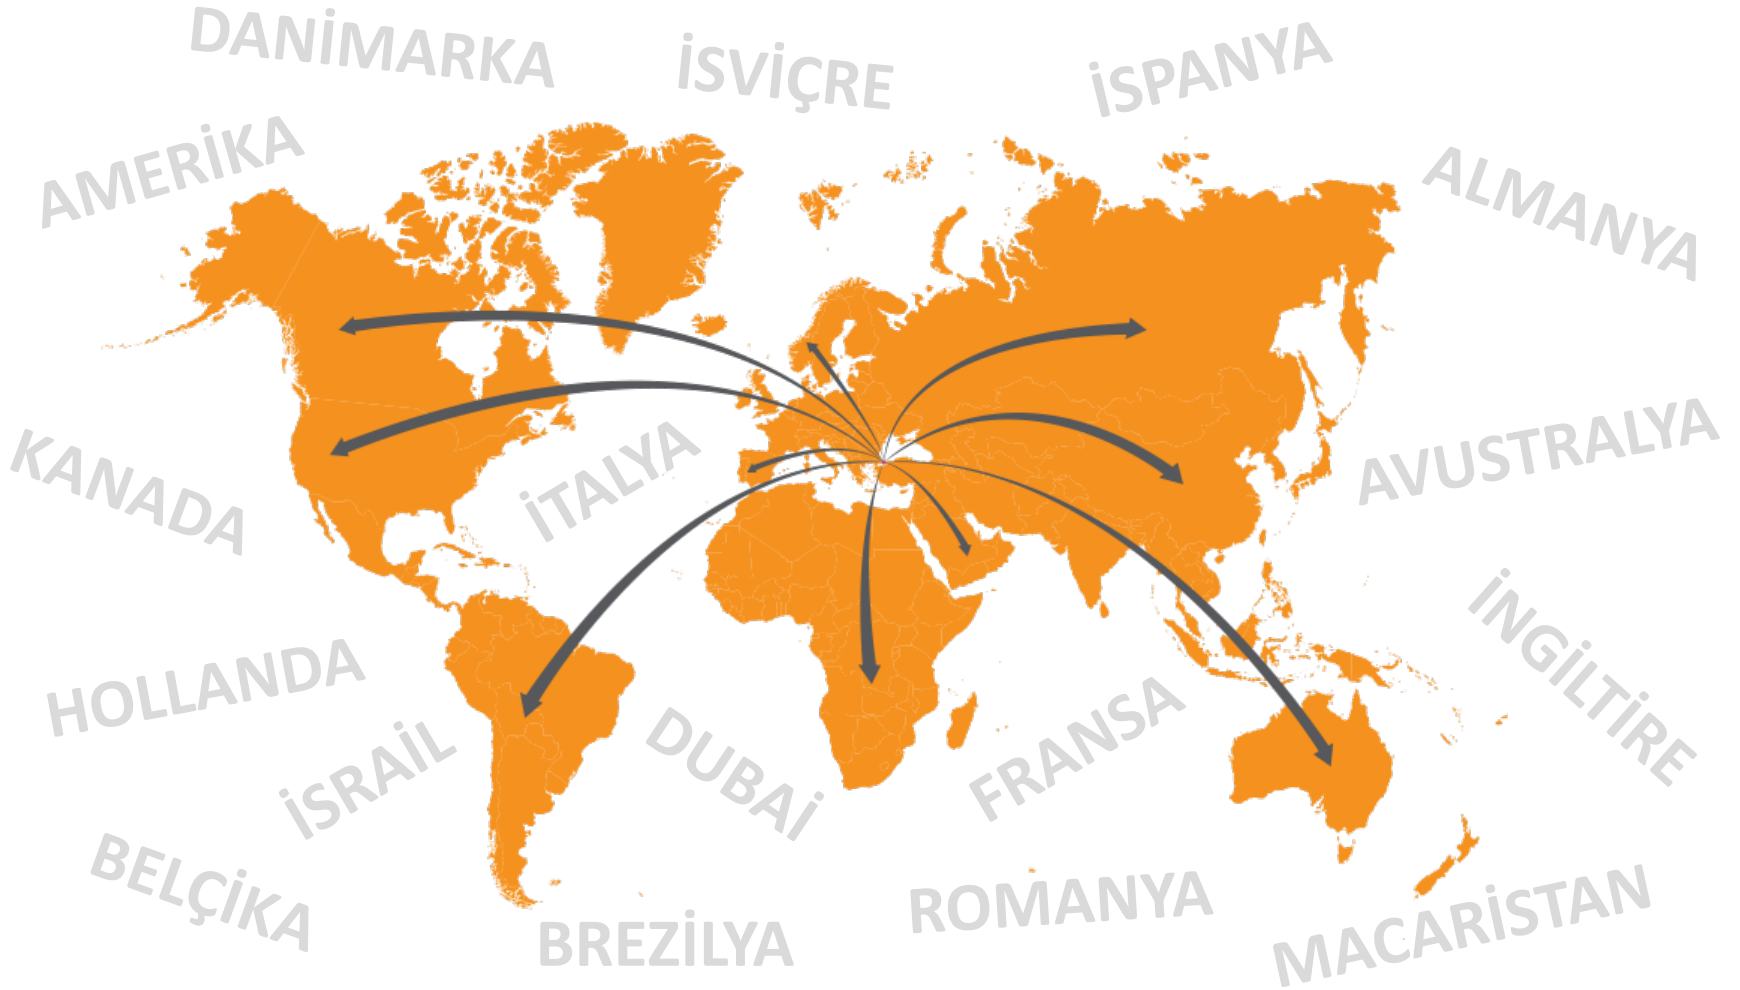 DANİMARKA
İSVİÇRE
İSPANYA
AMERİKA
ALMANYA
KANADA
İTALYA
AVUSTRALYA
HOLLANDA
İNGİLTİRE
İSRAİL
DUBAİ
FRANSA
BELÇİKA
BREZİLYA
ROMANYA
MACARİSTAN